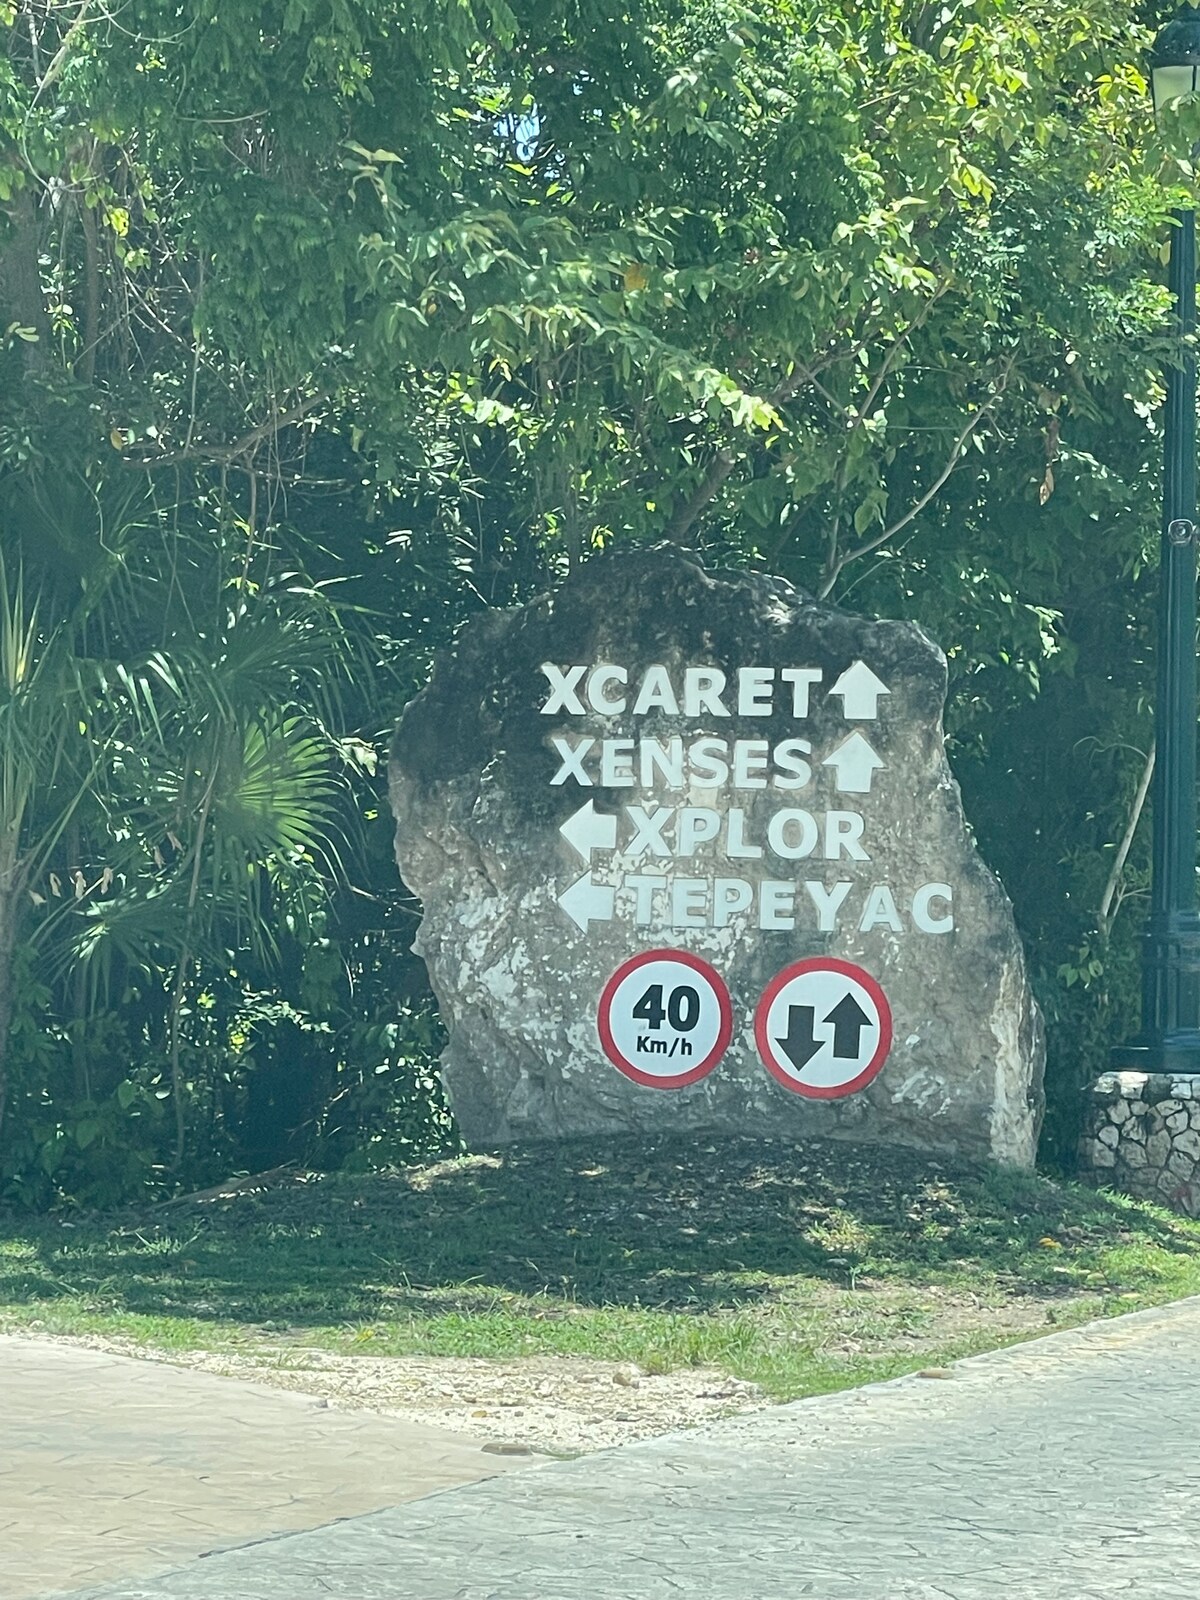 XCARET
XENSES
XPLOR
TEPEYAC
40
Km/h